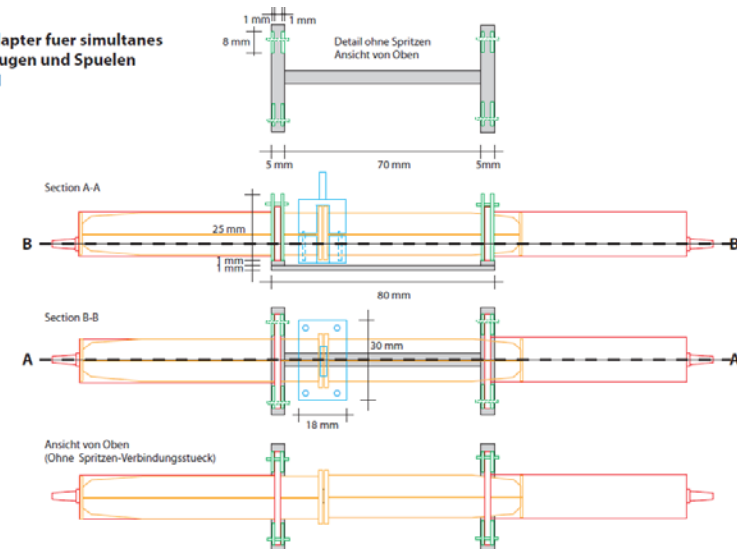 1 mm 1 mm
dapter fuer simultanes
ugen und Spuelen
8 mm
Detail ohne Spritzen
Ansicht von Oben
5 mm 70 mm 5mm
Section A-A
25 mm
B B
1 mm
1 mm
80 mm
Section B-B
A A
30 mm
18 mm
Ansicht von Oben
(Ohne Spritzen-Verbindungsstueck)